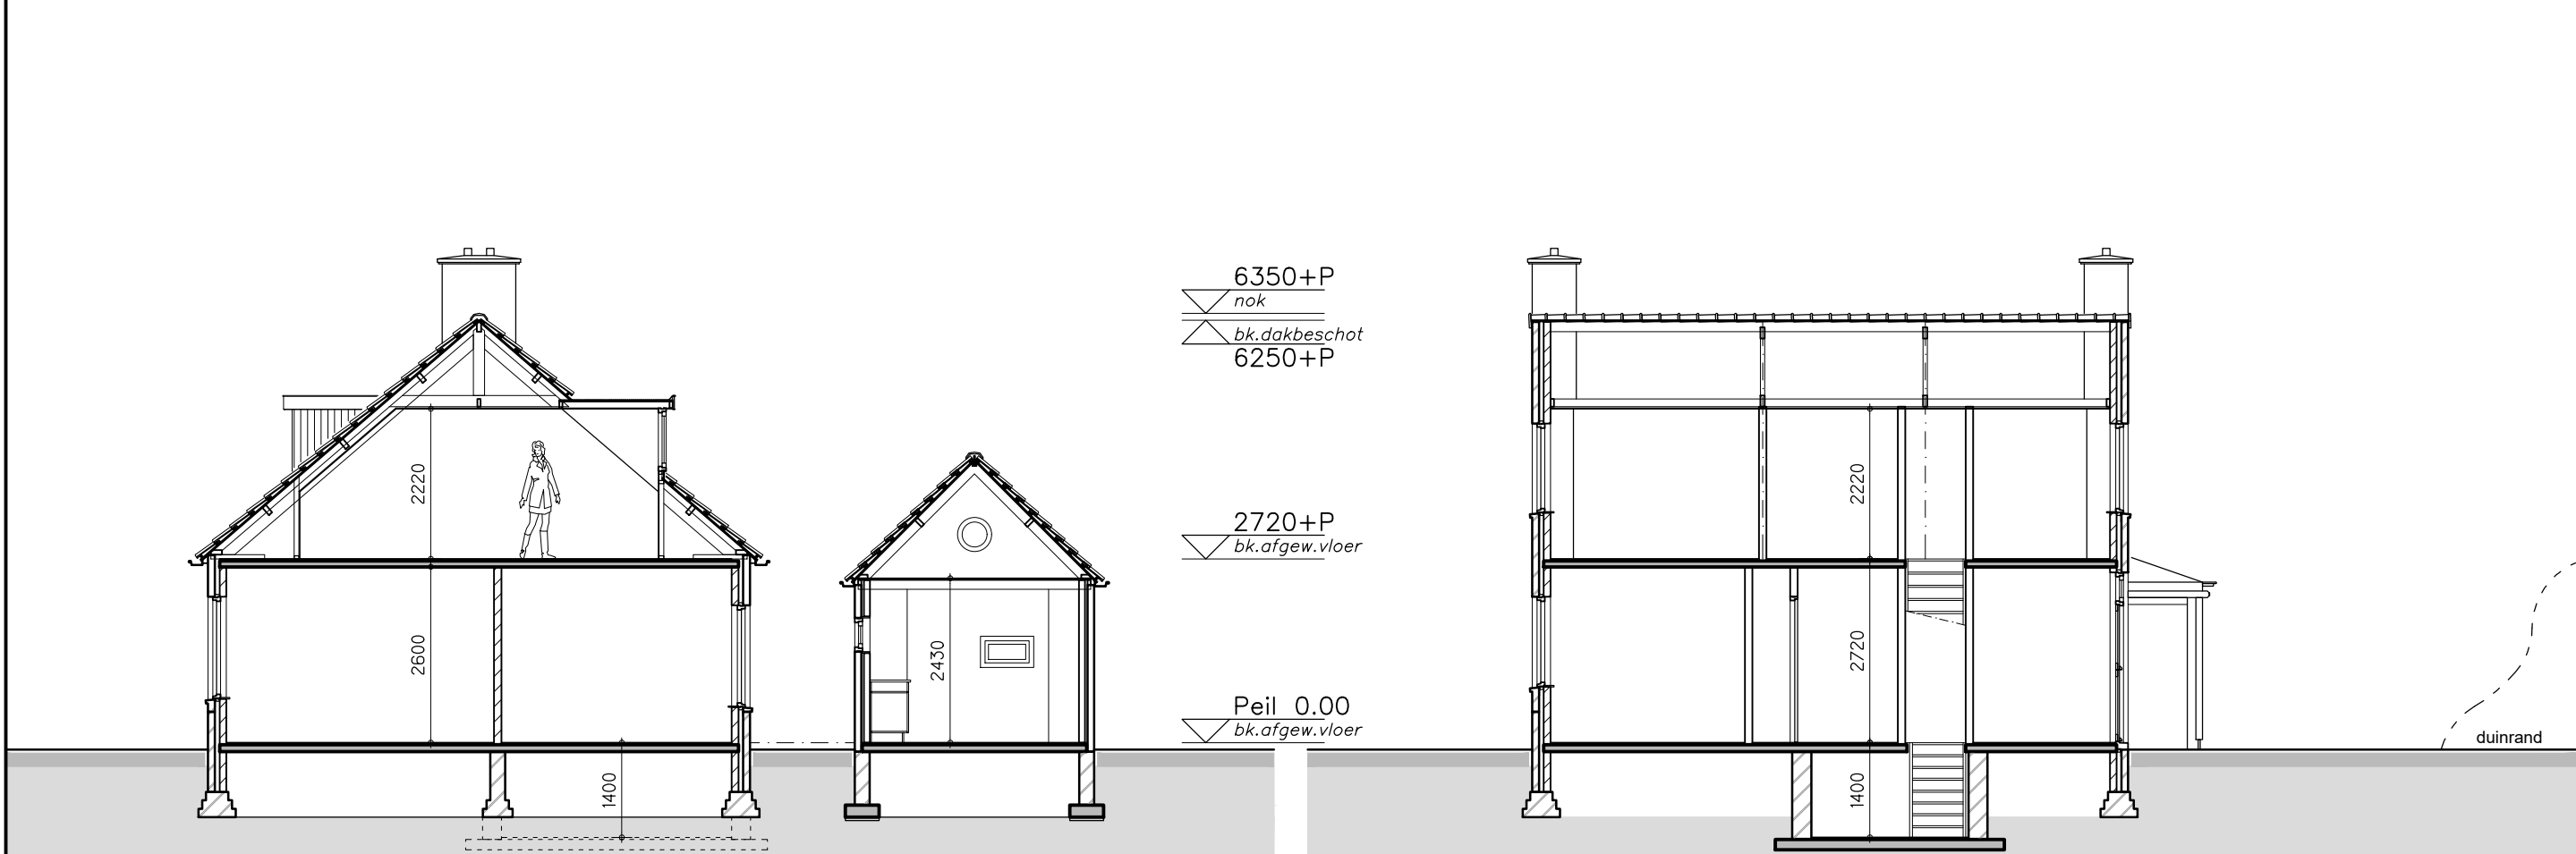 6350+P
nok
bk.dakbeschot
6250+P
2220
2220
2720+P
bk.afgew.vloer
2600
2430
2720
Peil 0.00
bk.afgew.vloer
duinrand
1400
1400